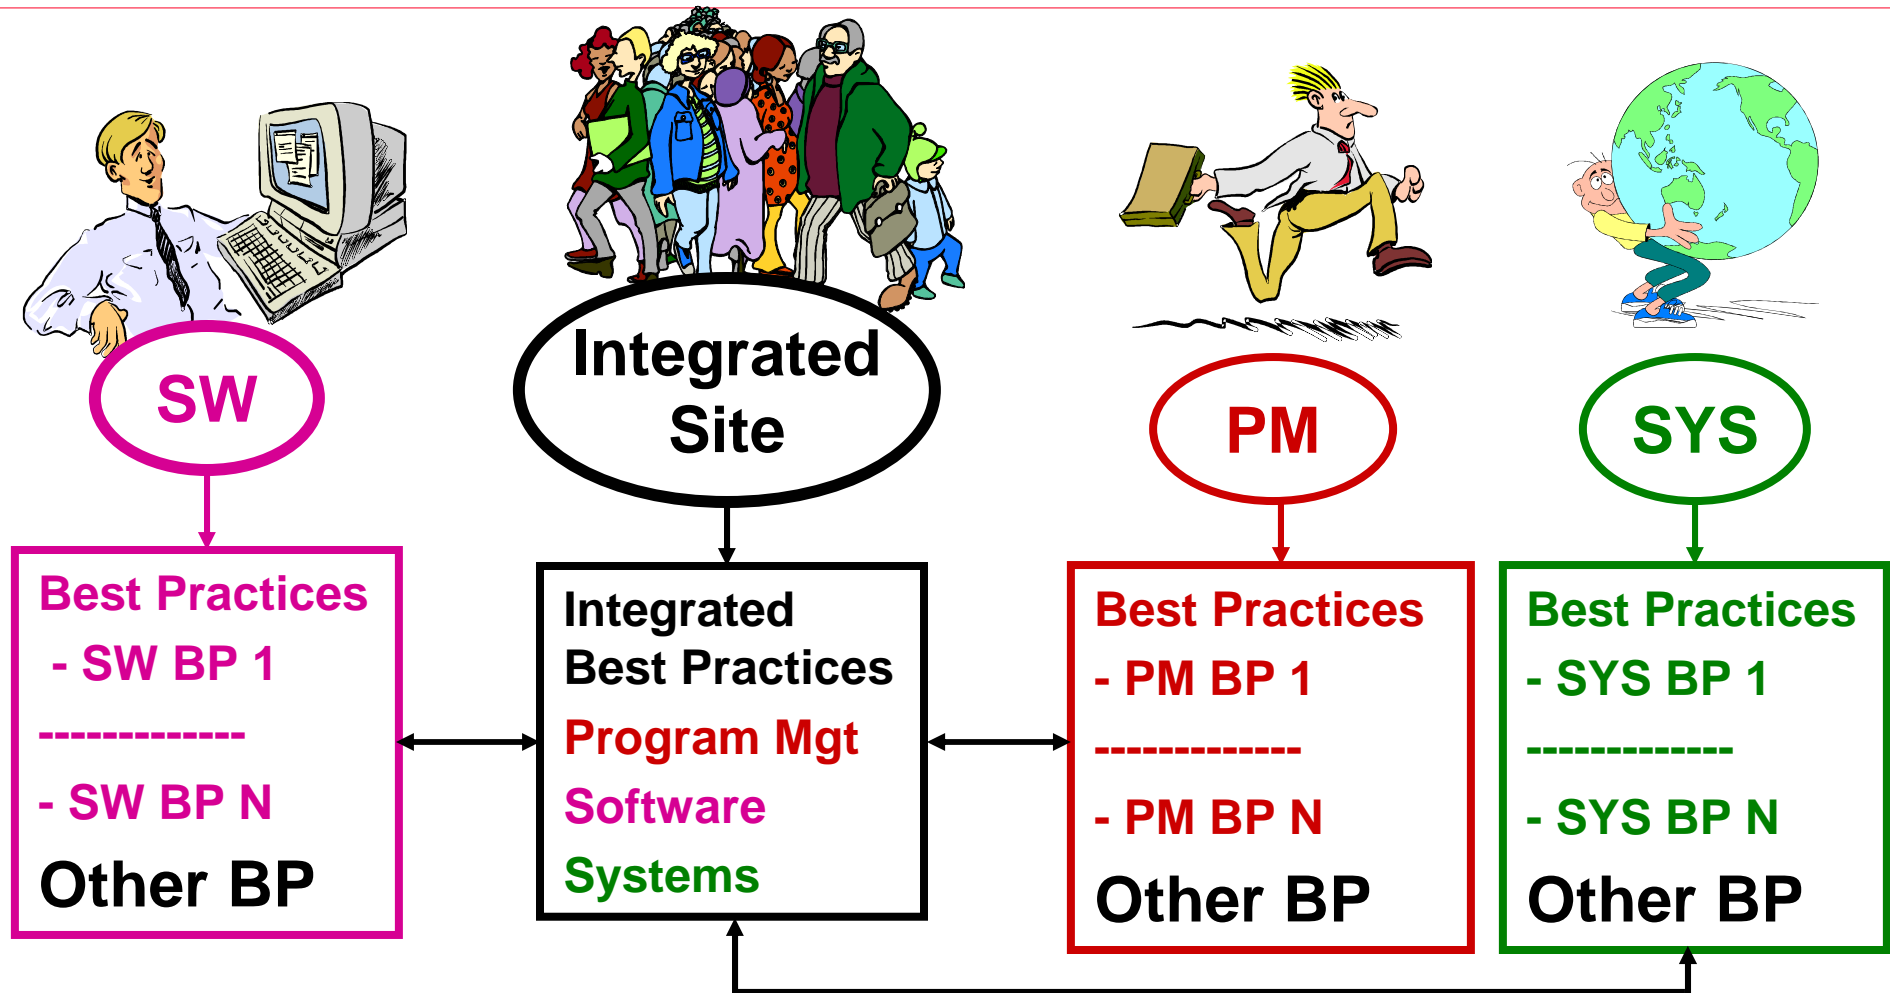 SW
Best Practices
- SW BP 1
-------------
- SW BP N
Other BP
Integrated
Site
Integrated
Best Practices
Program Mgt
Software
Systems
PM
Best Practices
- PM BP 1
-------------
- PM BP N
Other BP
SYS
Best Practices
- SYS BP 1
-------------
- SYS BP N
Other BP